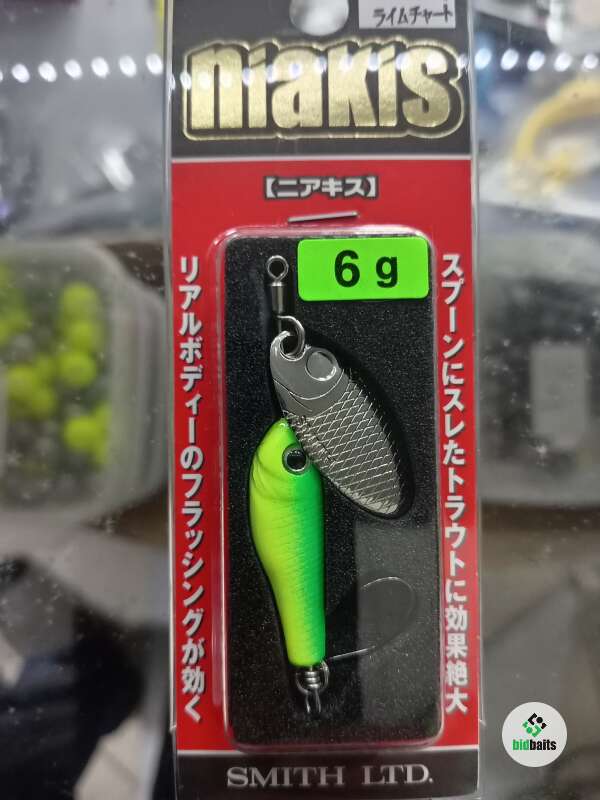 ライムチャート
niakis
【ニアキス】
6g
スプーンにスレたトラウトに効果絶大
リアルボディーのフラッシングが効く
SMITH LTD.
bidbaits